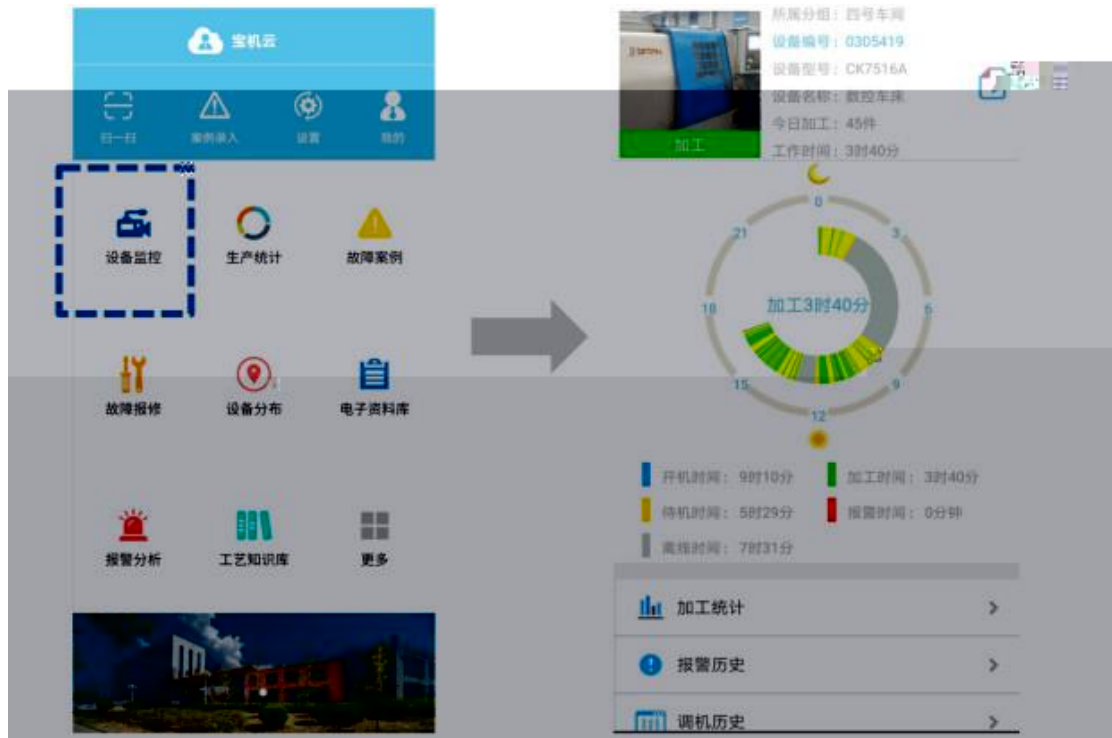 宝机云
扫一扫
案例录入
设置
我的
设备监控
生产统计
故障案例
故障报修
设备分布
电子资料库
报警分析
工艺知识库
更多
所属分组：四号车间
设备编号：0305419
设备型号：CK7516A
设备名称：数控车床
今日加工：45件
工作时间：3时40分
加工
0
3
6
9
12
15
18
21
加工3时40分
开机时间：9时10分
加工时间：3时40分
待机时间：5时29分
报警时间：0分钟
离线时间：7时31分
加工统计
报警历史
调机历史